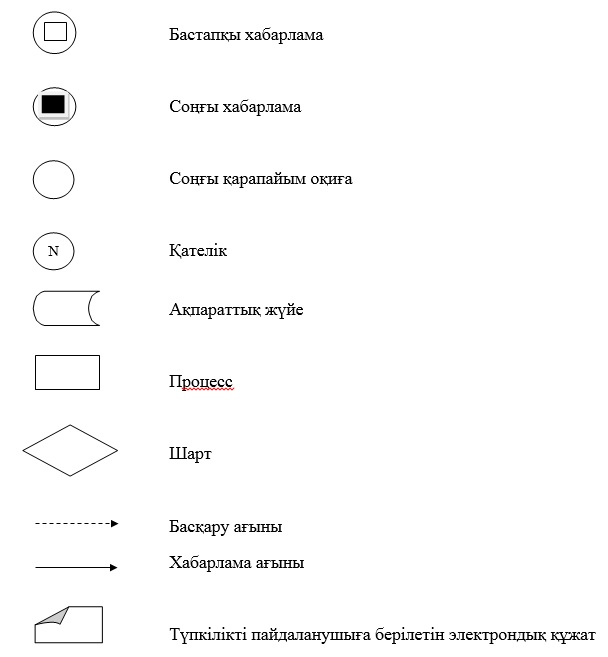 Бастапқы хабарлама
Соңғы хабарлама
Соңғы қарапайым оқиға
N Қателік
Ақпараттық жүйе
Процесс
Шарт
Басқару ағыны
Хабарлама ағыны
Түпкілікті пайдаланушыға берілетін электрондық құжат